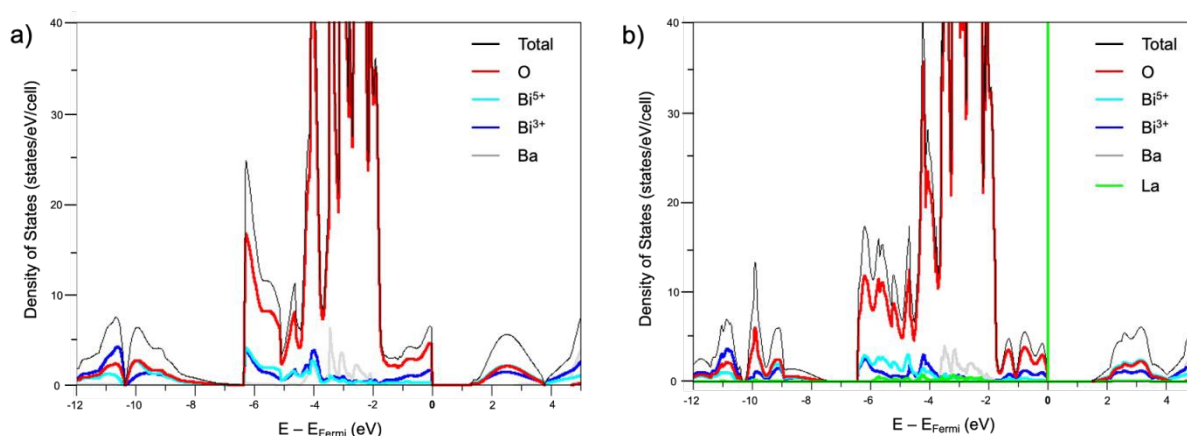 a)
Density of States (states/eV/cell)
40
30
20
10
0
-12
-10
-8
-6
-4
-2
0
2
4
E – E_Fermi (eV)
Total
O
Bi⁵⁺
Bi³⁺
Ba
b)
Density of States (states/eV/cell)
40
30
20
10
0
-12
-10
-8
-6
-4
-2
0
2
4
E – E_Fermi (eV)
Total
O
Bi⁵⁺
Bi³⁺
Ba
La